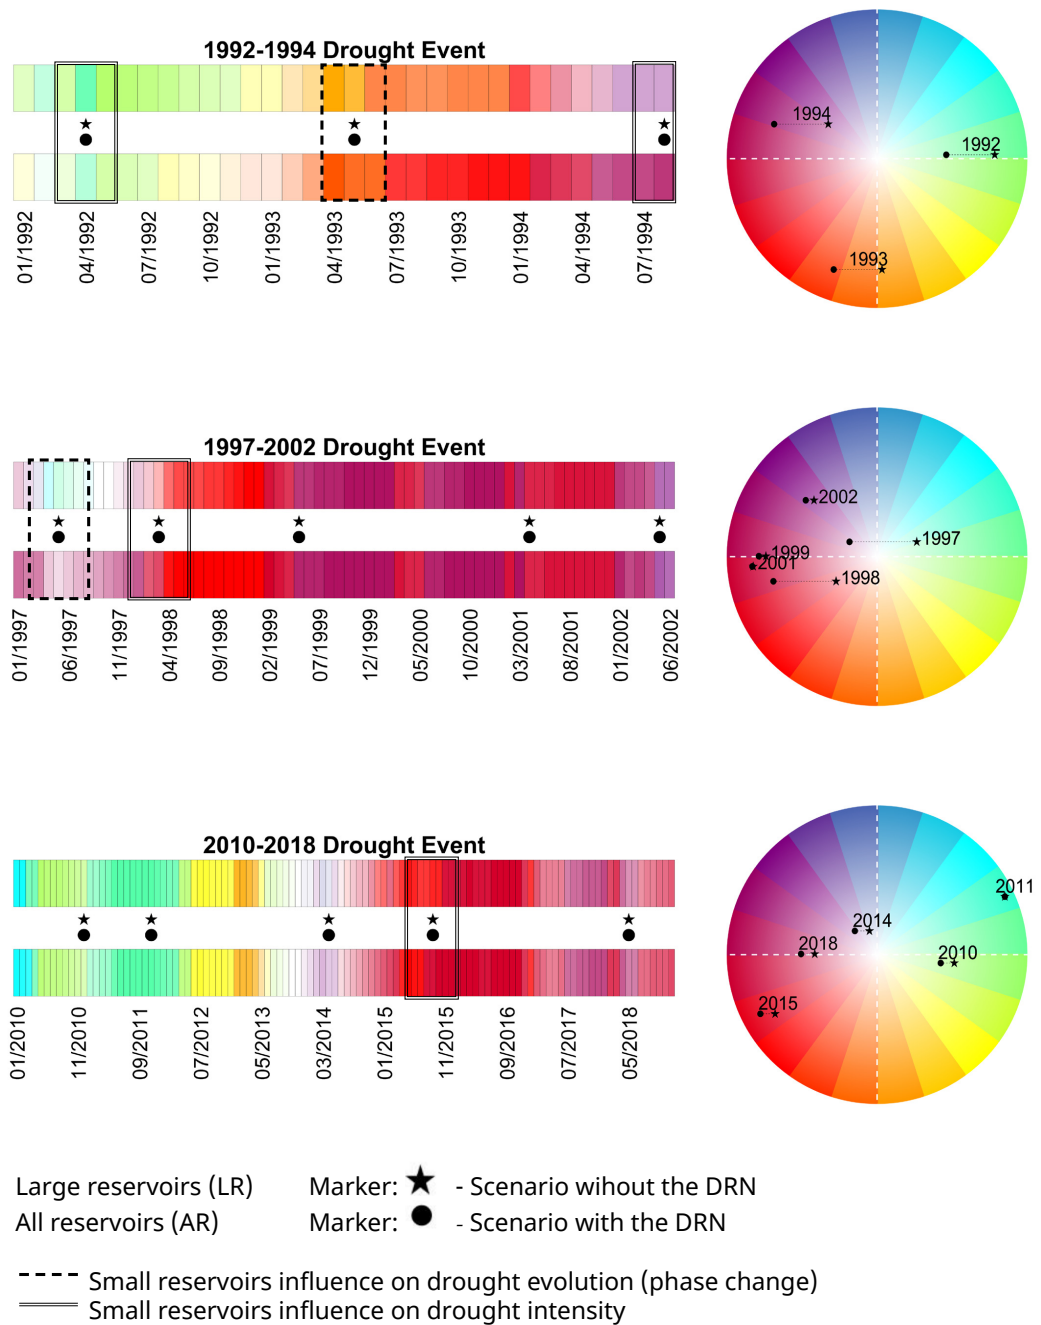 1992-1994 Drought Event
01/1992 04/1992 07/1992 10/1992 01/1993 04/1993 07/1993 10/1993 01/1994 04/1994 07/1994
1994
1992
1993
1997-2002 Drought Event
01/1997 06/1997 11/1997 04/1998 09/1998 02/1999 07/1999 12/1999 05/2000 10/2000 03/2001 08/2001 01/2002 06/2002
2002
1997
1999
2001
1998
2010-2018 Drought Event
01/2010 11/2010 09/2011 07/2012 05/2013 03/2014 01/2015 11/2015 09/2016 07/2017 05/2018
2011
2014
2018
2010
2015
Large reservoirs (LR) Marker: ★ - Scenario wihout the DRN
All reservoirs (AR) Marker: ● - Scenario with the DRN
Small reservoirs influence on drought evolution (phase change)
Small reservoirs influence on drought intensity